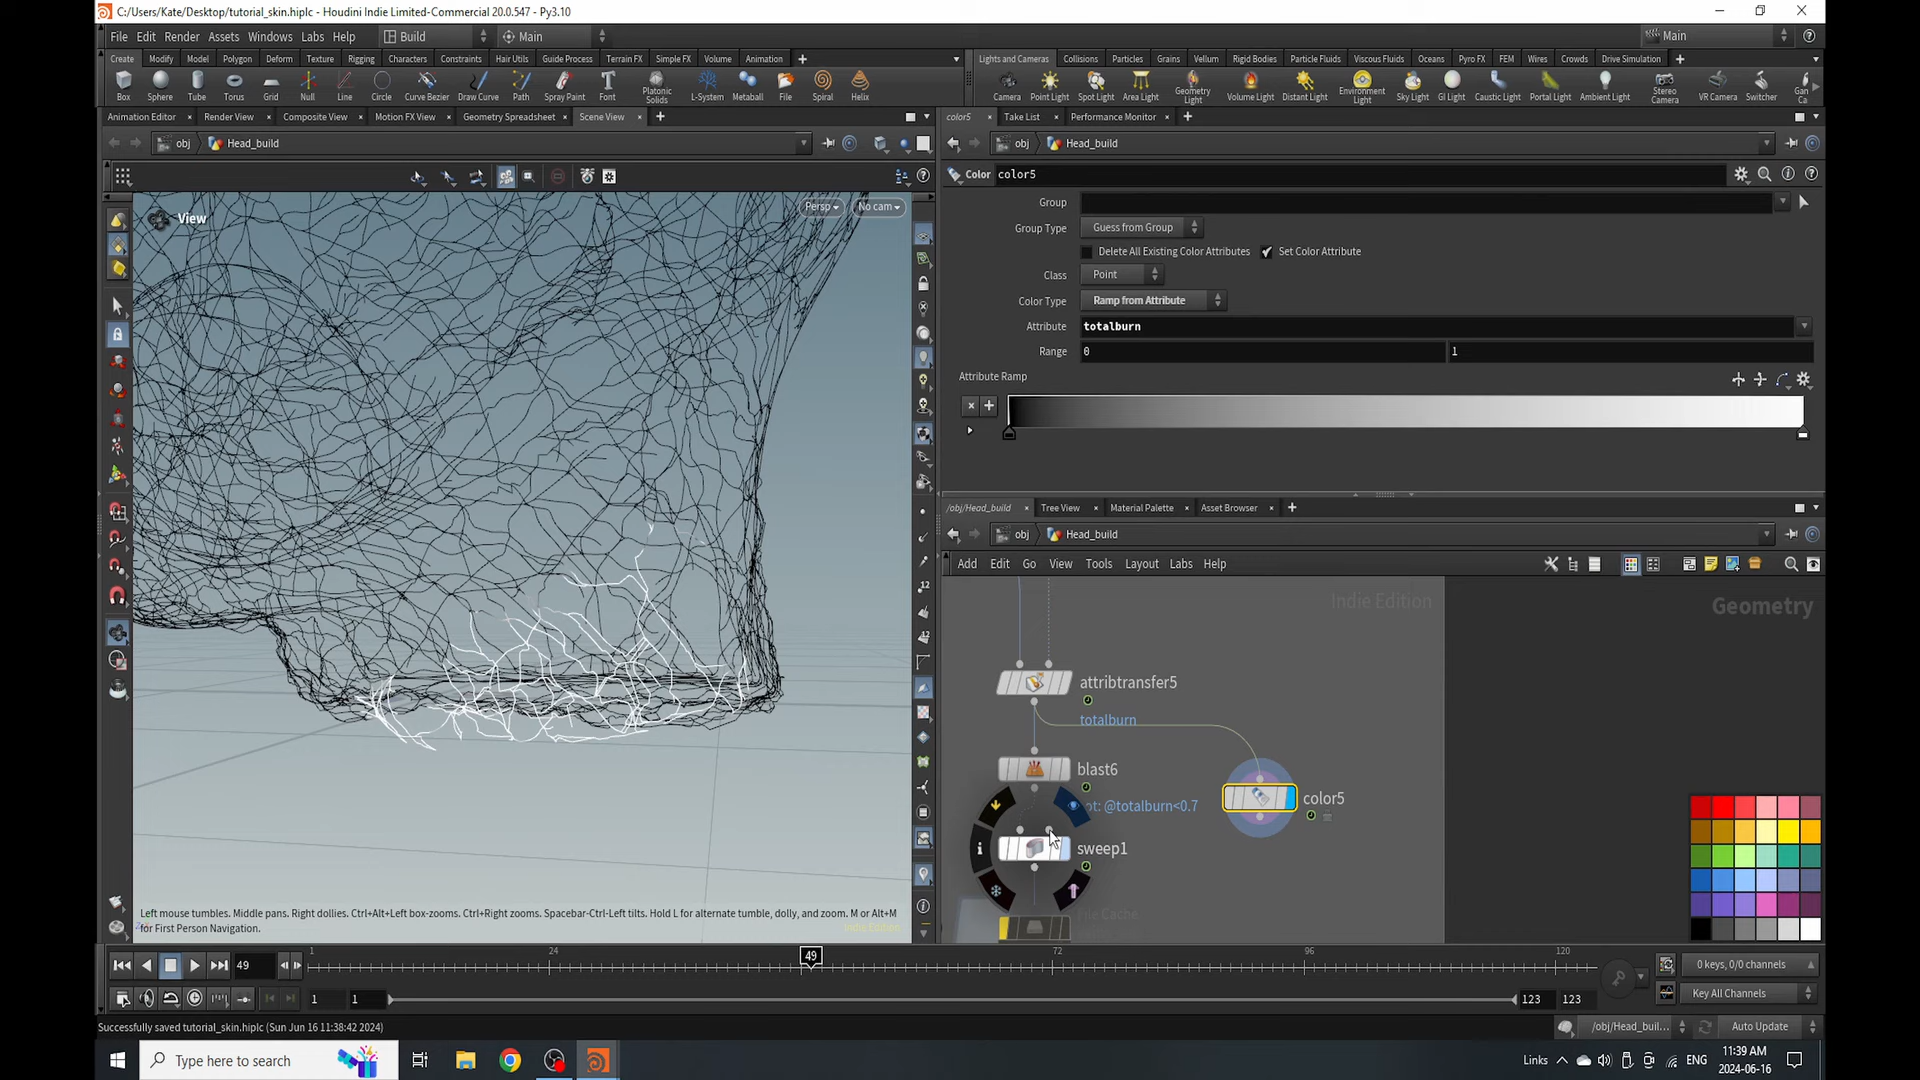 C:/Users/Kate/Desktop/tutorial_skin.hiplc - Houdini Indie Limited-Commercial 20.0.547 - Py3.10
File Edit Render Assets Windows Labs Help Build Main Main
Create Modify Model Polygon Deform Texture Rigging Characters Constraints Hair Utils Guide Process Terrain FX Simple FX Volume Animation
Lights and Cameras Collisions Particles Grains Vellum Rigid Bodies Particle Fluids Viscous Fluids Oceans Pyro FX FEM Wires Crowds Drive Simulation
Box Sphere Tube Torus Grid Null Line Circle Curve Bezier Draw Curve Path Spray Paint Font Platonic Solids L-System Metaball File Spiral Helix
Camera Point Light Spot Light Area Light Geometry Light Volume Light Distant Light Environment Light Sky Light GI Light Caustic Light Portal Light Ambient Light Stereo Camera VR Camera Switcher
Animation Editor Render View Composite View Motion FX View Geometry Spreadsheet Scene View
color5 Take List Performance Monitor
obj Head_build
obj Head_build
Color color5
View
Persp No cam
Group
Group Type Guess from Group
Delete All Existing Color Attributes Set Color Attribute
Class Point
Color Type Ramp from Attribute
Attribute totalburn
Range 0 1
Attribute Ramp
/obj/Head_build Tree View Material Palette Asset Browser
obj Head_build
Add Edit Go View Tools Layout Labs Help
Indie Edition
Geometry
attribtransfer5
totalburn
blast6
ot: @totalburn<0.7
color5
sweep1
File Cache
Left mouse tumbles. Middle pans. Right dollies. Ctrl+Alt+Left box-zooms. Ctrl+Right zooms. Spacebar-Ctrl-Left tilts. Hold L for alternate tumble, dolly, and zoom. M or Alt+M
for First Person Navigation.
Indie Edition
49 1 24 49 72 96 120
0 keys, 0/0 channels
1 1 123 123
Key All Channels
Successfully saved tutorial_skin.hiplc (Sun Jun 16 11:38:42 2024)
/obj/Head_buil... Auto Update
Type here to search
Links ENG 11:39 AM
2024-06-16